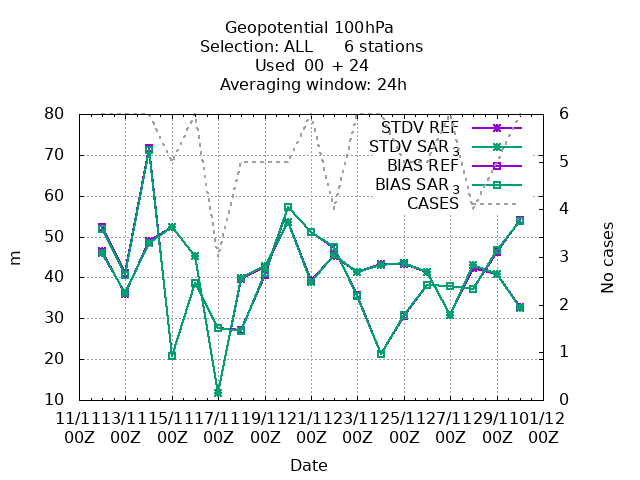 Geopotential 100hPa
Selection: ALL 6 stations
Used 00 + 24
Averaging window: 24h
80
70
60
50
40
30
20
10
m
6
5
4
3
2
1
0
No cases
STDV REF
STDV SAR 3
BIAS REF
BIAS SAR 3
CASES
11/11 13/11 15/11 17/11 19/11 21/11 23/11 25/11 27/11 29/11 01/12
00Z 00Z 00Z 00Z 00Z 00Z 00Z 00Z 00Z 00Z 00Z
Date